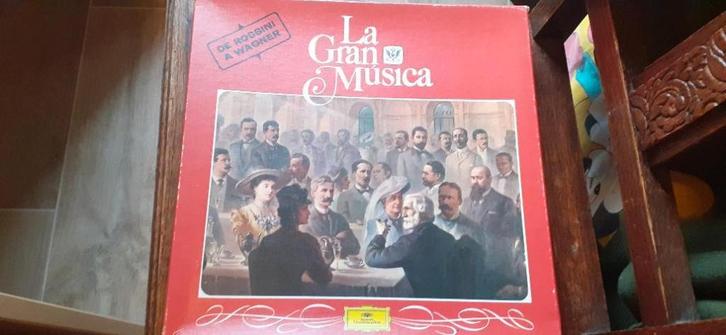 DE ROSSINI
A WAGNER
La
Gran
Música